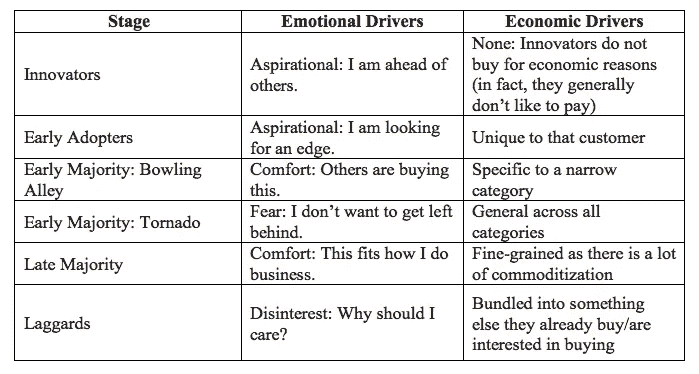 Stage Emotional Drivers Economic Drivers
Innovators
Aspirational: I am ahead of
others.
None: Innovators do not
buy for economic reasons
(in fact, they generally
don't like to pay)
Early Adopters
Aspirational: I am looking
for an edge.
Unique to that customer
Early Majority: Bowling
Alley
Comfort: Others are buying
this.
Specific to a narrow
category
Early Majority: Tornado
Fear: I don't want to get left
behind.
General across all
categories
Late Majority
Comfort: This fits how I do
business.
Fine-grained as there is a lot
of commoditization
Laggards
Disinterest: Why should I
care?
Bundled into something
else they already buy/are
interested in buying